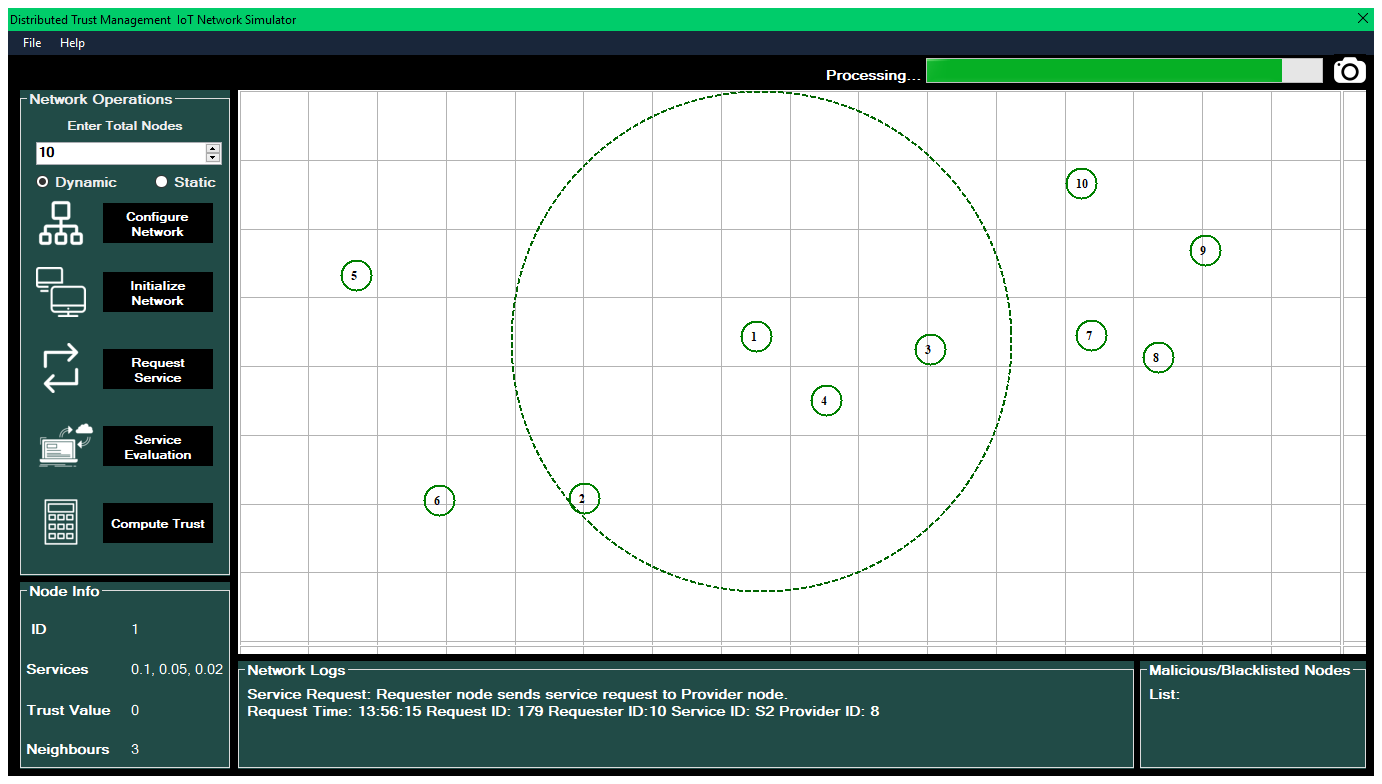 Distributed Trust Management  IoT Network Simulator
File Help
Processing...
Network Operations
Enter Total Nodes
10
Dynamic Static
Configure
Network
Initialize
Network
Request
Service
Service
Evaluation
Compute Trust
10
9
5
1
7
3
8
4
6
2
Node Info
ID 1
Services 0.1, 0.05, 0.02
Trust Value 0
Neighbours 3
Network Logs
Service Request: Requester node sends service request to Provider node.
Request Time: 13:56:15 Request ID: 179 Requester ID:10 Service ID: S2 Provider ID: 8
Malicious/Blacklisted Nodes
List: